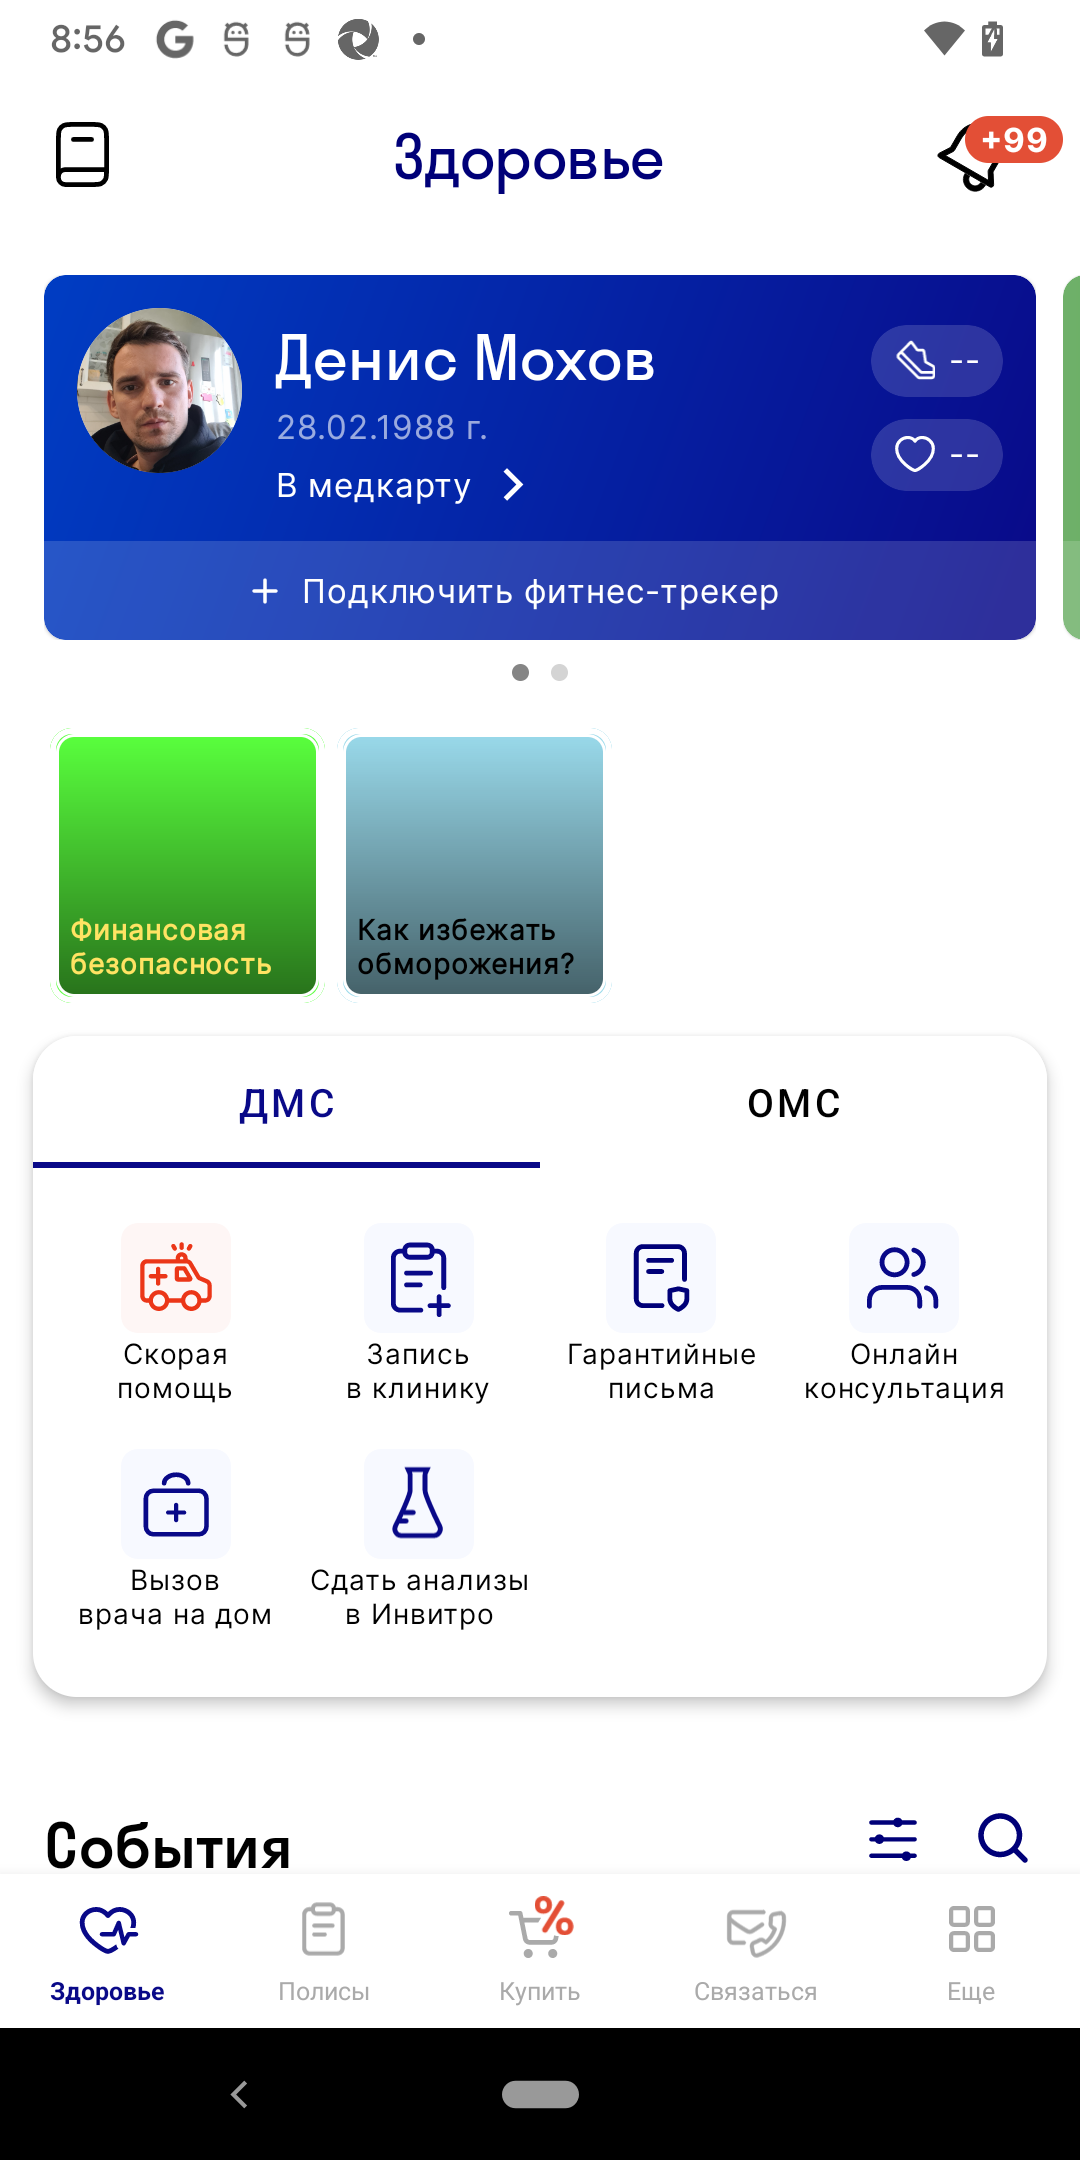 8:56
Здоровье
+99
Денис Мохов
28.02.1988 г.
В медкарту
--
--
Подключить фитнес-трекер
Финансовая
безопасность
Как избежать
обморожения?
ДМС
ОМС
Скорая
помощь
Запись
в клинику
Гарантийные
письма
Онлайн
консультация
Вызов
врача на дом
Сдать анализы
в Инвитро
События
Здоровье
Полисы
%
Купить
Связаться
Еще